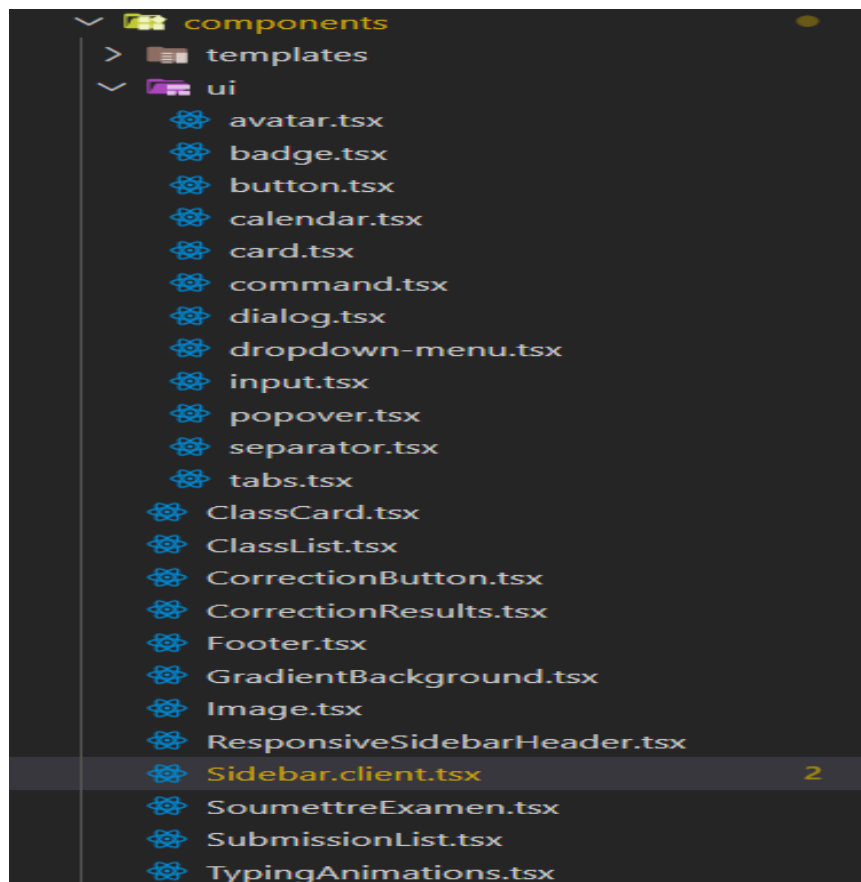 components
templates
ui
avatar.tsx
badge.tsx
button.tsx
calendar.tsx
card.tsx
command.tsx
dialog.tsx
dropdown-menu.tsx
input.tsx
popover.tsx
separator.tsx
tabs.tsx
ClassCard.tsx
ClassList.tsx
CorrectionButton.tsx
CorrectionResults.tsx
Footer.tsx
GradientBackground.tsx
Image.tsx
ResponsiveSidebarHeader.tsx
Sidebar.client.tsx 2
SoumettreExamen.tsx
SubmissionList.tsx
TypingAnimations.tsx